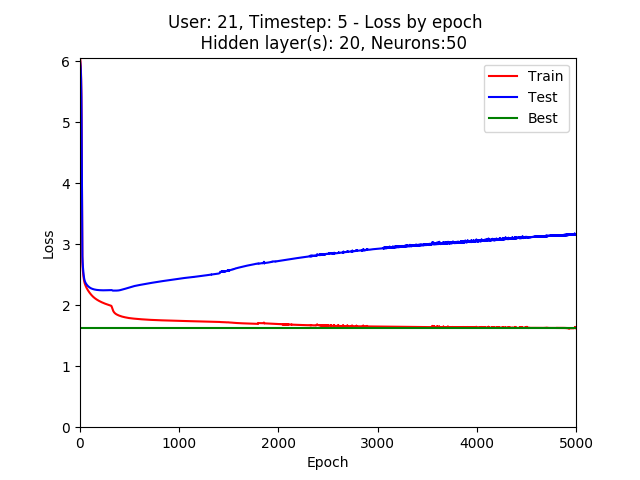 User: 21, Timestep: 5 - Loss by epoch
Hidden layer(s): 20, Neurons:50
Train
Test
Best
6
5
4
3
2
1
0
Loss
0
1000
2000
3000
4000
5000
Epoch